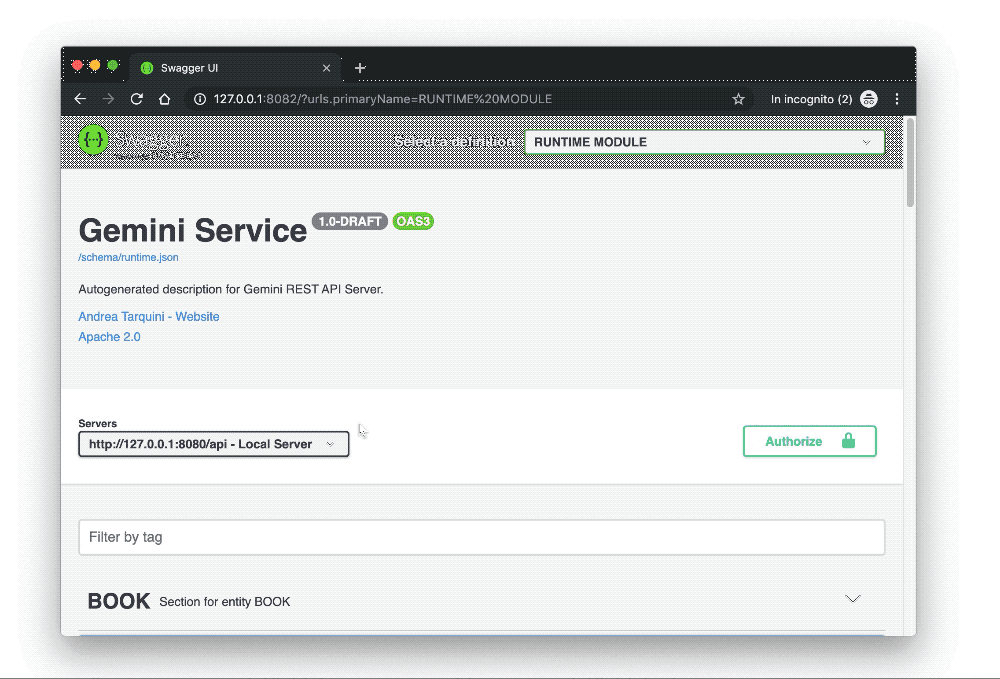 Swagger UI
127.0.0.1:8082/?urls.primaryName=RUNTIME%20MODULE
In incognito (2)
{...}
Select a definition
RUNTIME MODULE
Gemini Service
1.0-DRAFT
OAS3
/schema/runtime.json
Autogenerated description for Gemini REST API Server.
Andrea Tarquini - Website
Apache 2.0
Servers
http://127.0.0.1:8080/api - Local Server
Authorize
Filter by tag
BOOK Section for entity BOOK